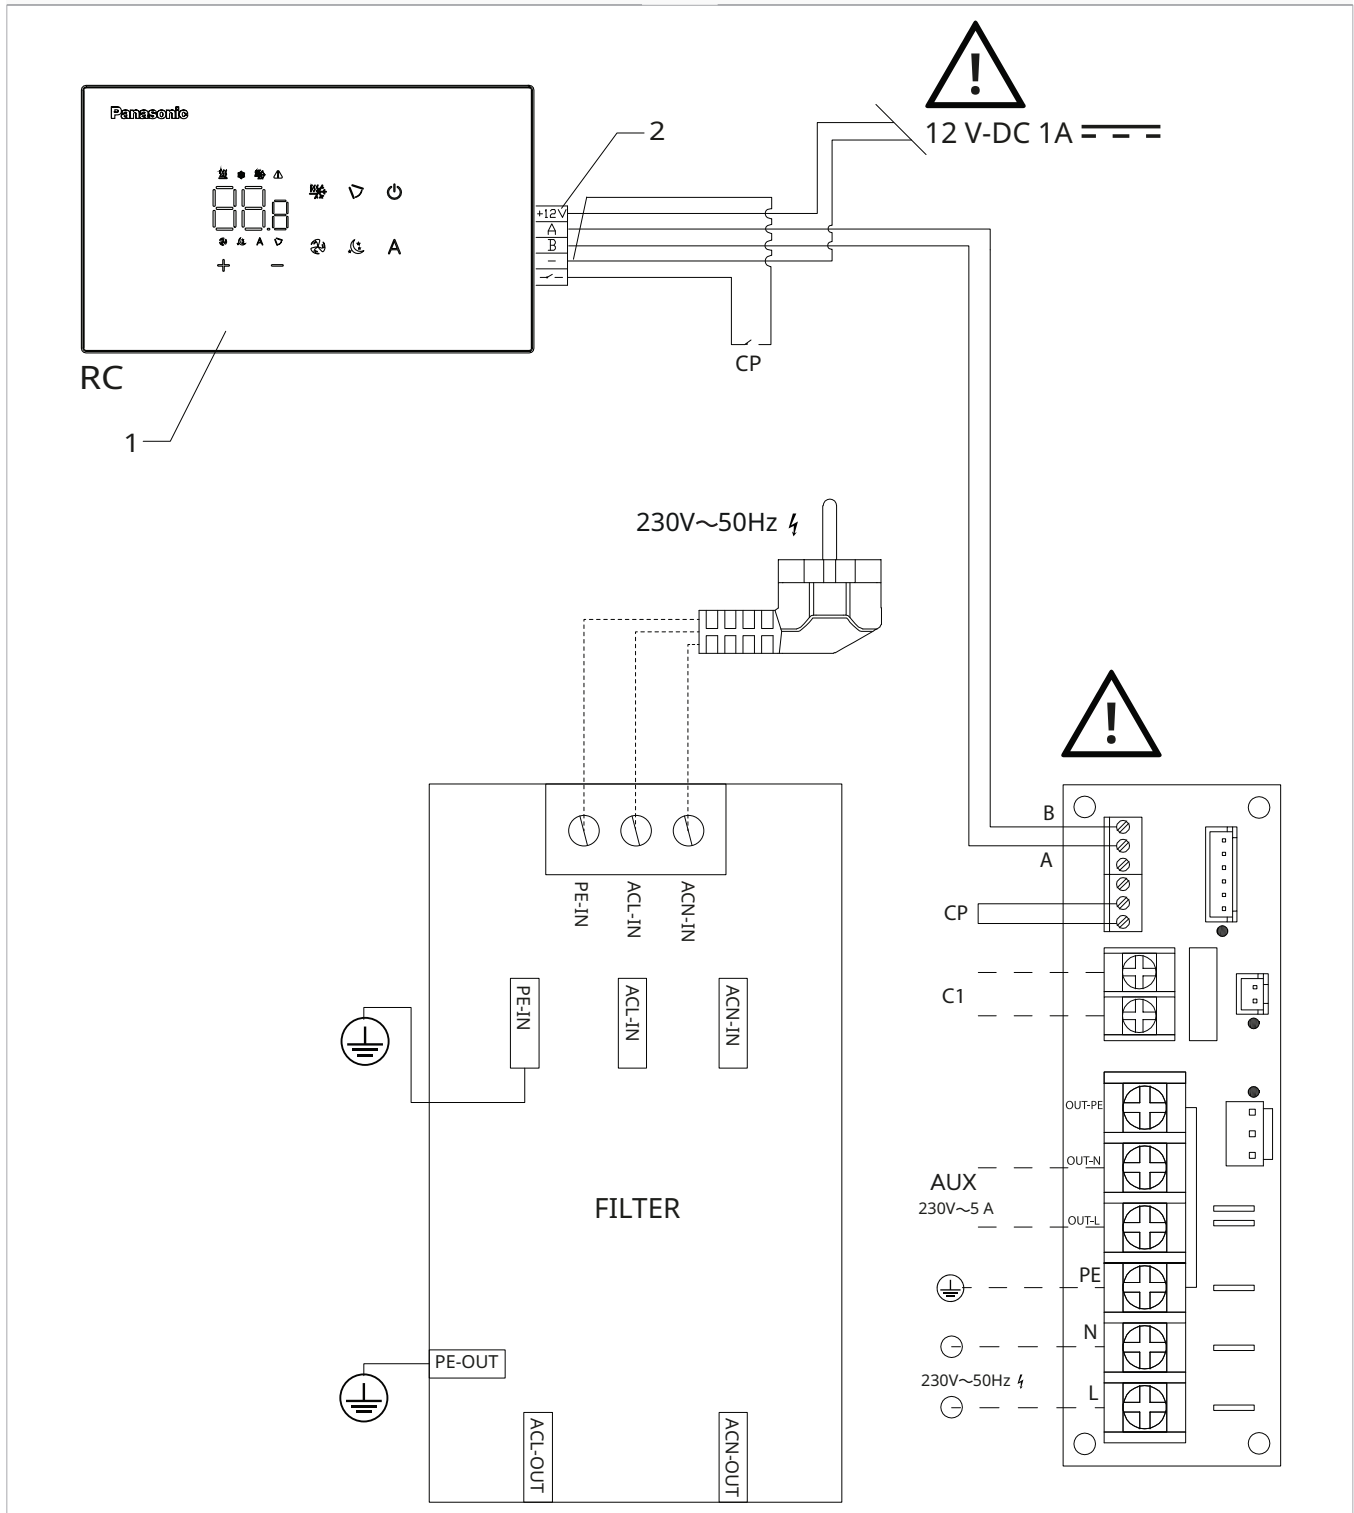 Panasonic
12 V-DC 1A
2
+12V
A
B
-
88.8
A
A
+ -
CP
RC
1
230V~50Hz
B
A
PE-IN
ACL-IN
ACN-IN
CP
PE-IN
ACL-IN
ACN-IN
C1
OUT-PE
OUT-N
AUX
230V~5 A
OUT-L
FILTER
PE
N
PE-OUT
230V~50Hz
L
ACL-OUT
ACN-OUT